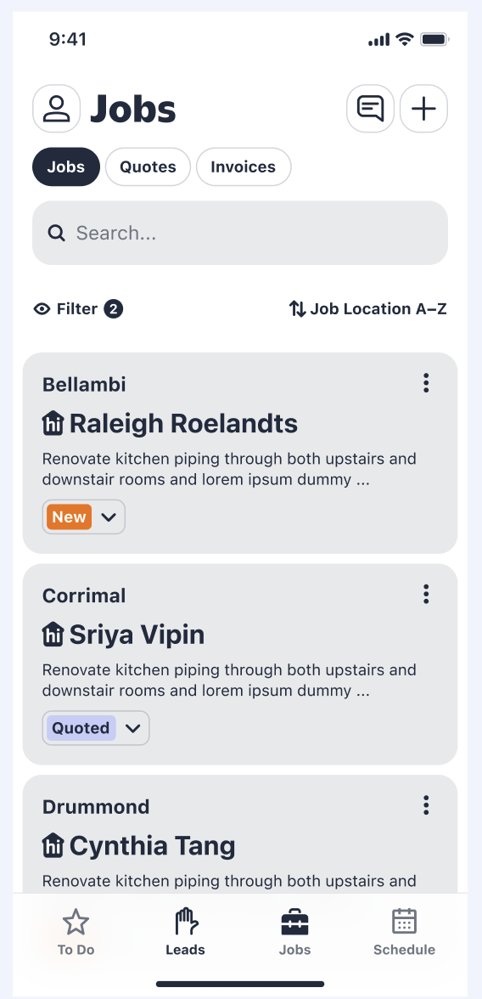 9:41
Jobs
Jobs Quotes Invoices
Search...
Filter 2 Job Location A–Z
Bellambi
hi Raleigh Roelandts
Renovate kitchen piping through both upstairs and
downstair rooms and lorem ipsum dummy ...
New
Corrimal
hi Sriya Vipin
Renovate kitchen piping through both upstairs and
downstair rooms and lorem ipsum dummy ...
Quoted
Drummond
hi Cynthia Tang
Renovate kitchen piping through both upstairs and
To Do Leads Jobs Schedule